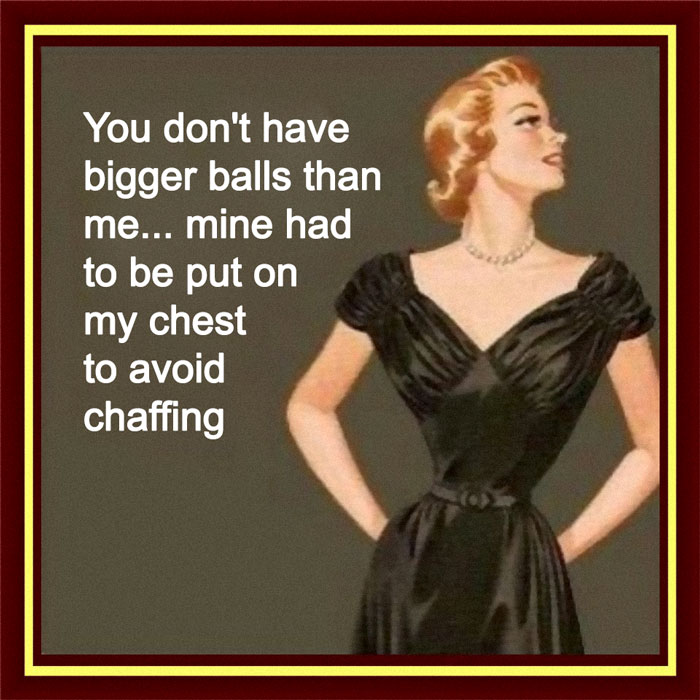 You don't have
bigger balls than
me... mine had
to be put on
my chest
to avoid
chaffing